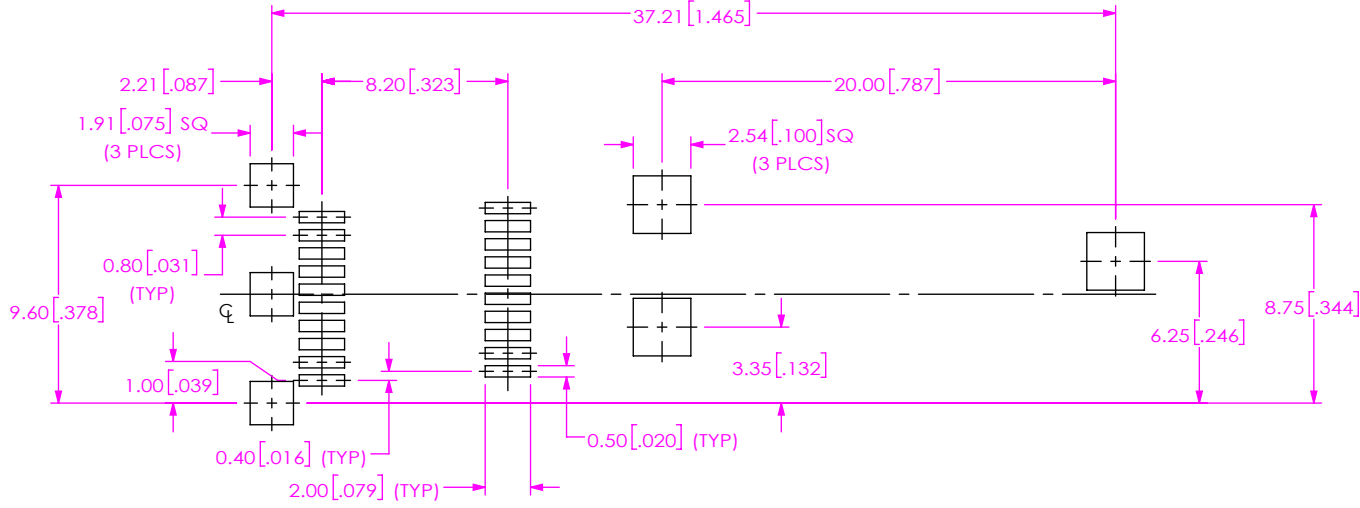 37.21[1.465]
2.21[.087]
8.20[.323]
20.00[.787]
1.91[.075] SQ
(3 PLCS)
2.54[.100]SQ
(3 PLCS)
0.80[.031]
(TYP)
9.60[.378]
℄
8.75[.344]
6.25[.246]
3.35[.132]
1.00[.039]
0.50[.020] (TYP)
0.40[.016] (TYP)
2.00[.079] (TYP)